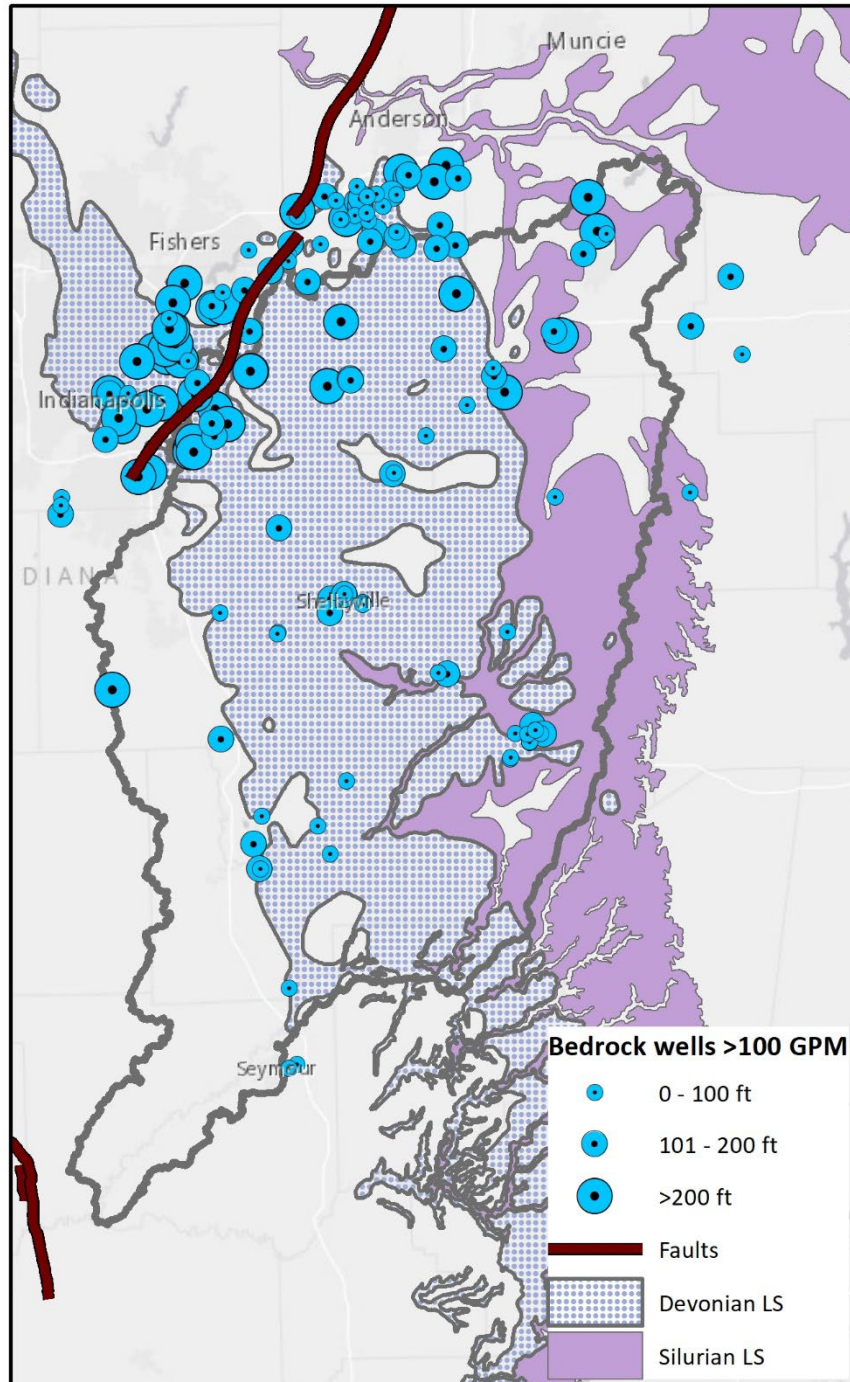 Muncie
Anderson
Fishers
Indianapolis
DIANA
Shelbyville
Seymour
Bedrock wells >100 GPM
0 - 100 ft
101 - 200 ft
>200 ft
Faults
Devonian LS
Silurian LS